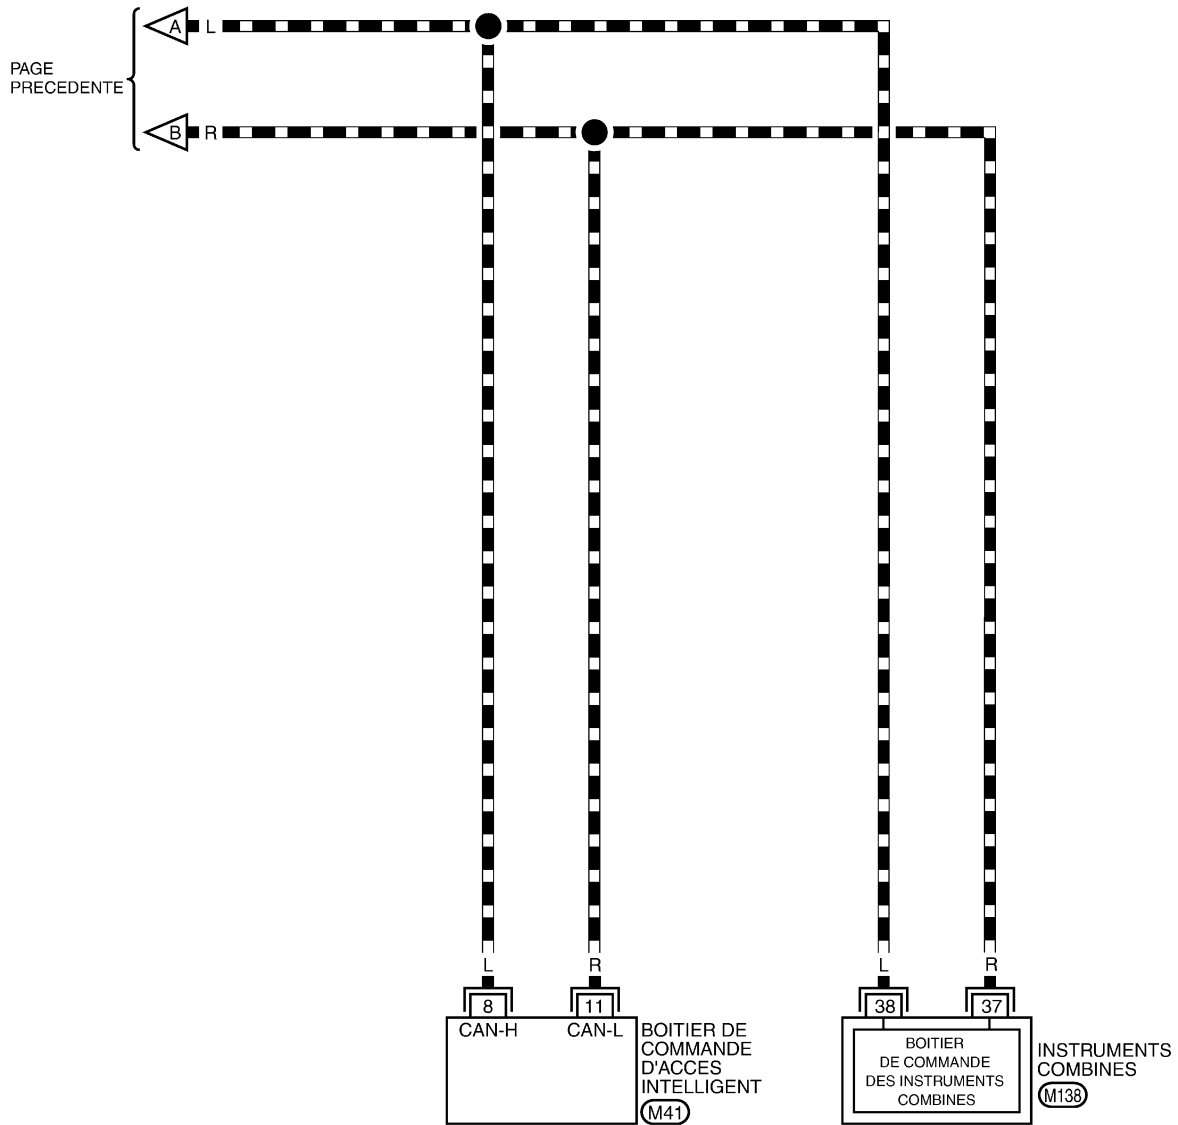 A L
PAGE
PRECEDENTE
B R
L
R
L
R
8
11
38
37
CAN-H
CAN-L
BOITIER DE
COMMANDE
D'ACCES
INTELLIGENT
M41
BOITIER
DE COMMANDE
DES INSTRUMENTS
COMBINES
INSTRUMENTS
COMBINES
M138